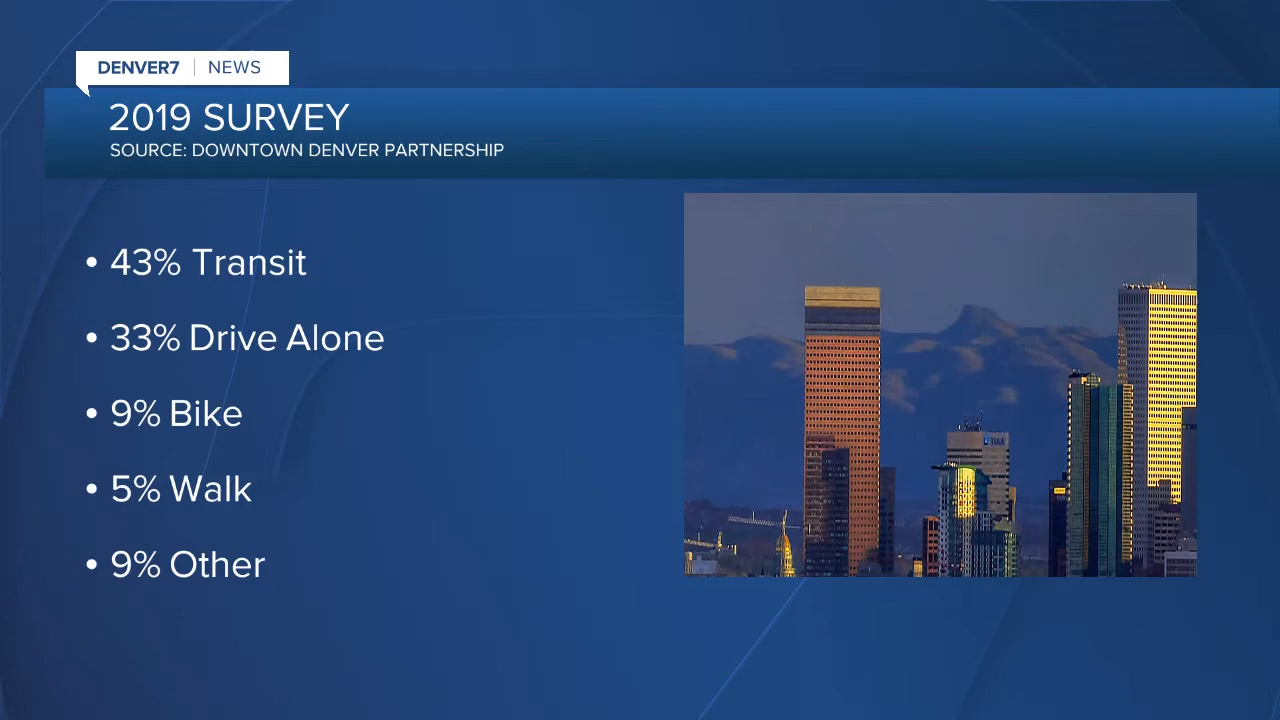 DENVER7 | NEWS
2019 SURVEY
SOURCE: DOWNTOWN DENVER PARTNERSHIP
• 43% Transit
• 33% Drive Alone
• 9% Bike
• 5% Walk
• 9% Other
TIAA